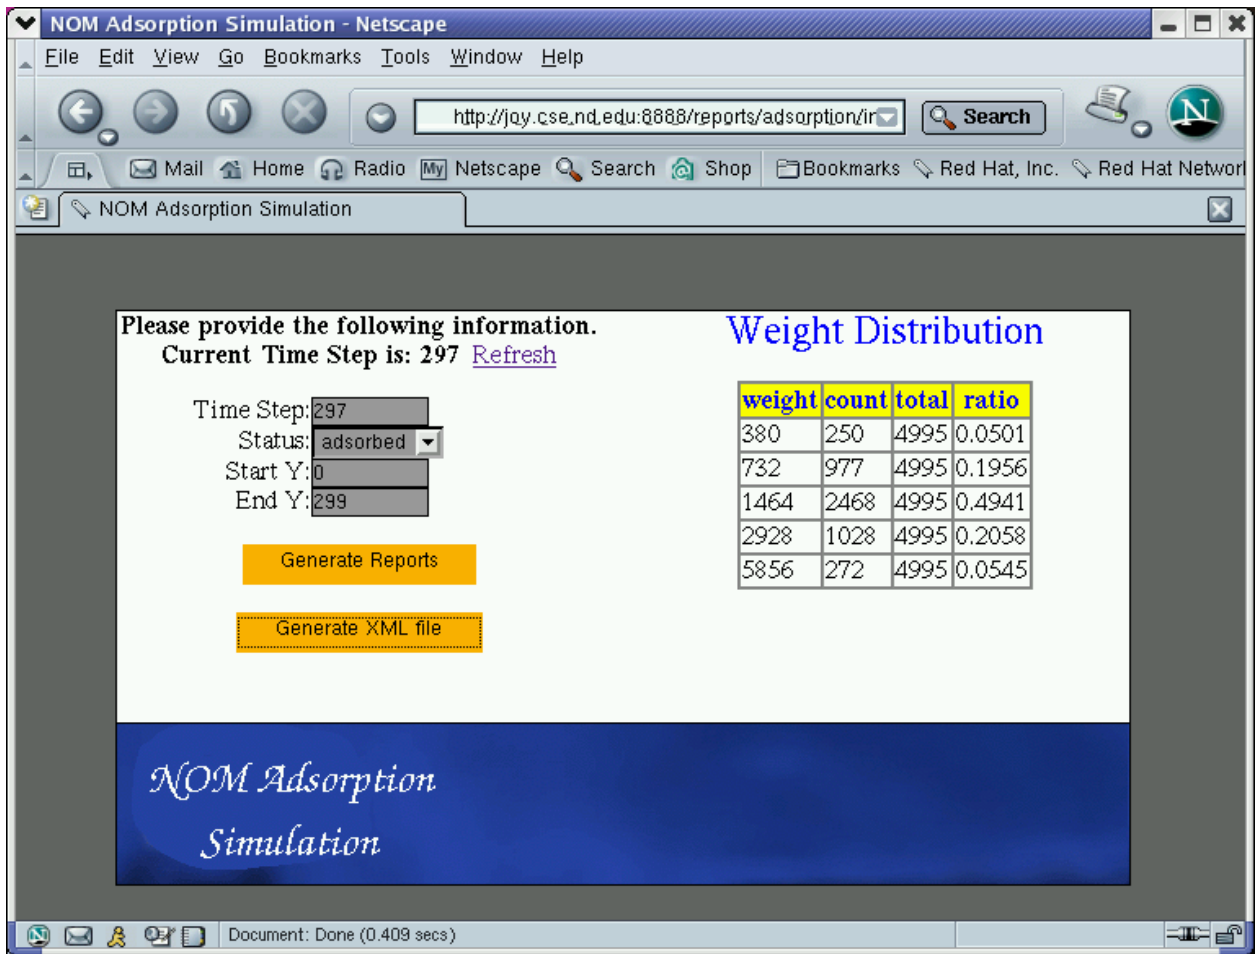 NOM Adsorption Simulation - Netscape
File Edit View Go Bookmarks Tools Window Help
http://joy.cse.nd.edu:8888/reports/adsorption/in Search N
Mail Home Radio My Netscape Search Shop Bookmarks Red Hat, Inc. Red Hat Network
NOM Adsorption Simulation
Please provide the following information.
Current Time Step is: 297 Refresh
Time Step: 297
Status: adsorbed
Start Y: 0
End Y: 299
Generate Reports
Generate XML file
Weight Distribution
weight count total ratio
380 250 4995 0.0501
732 977 4995 0.1956
1464 2468 4995 0.4941
2928 1028 4995 0.2058
5856 272 4995 0.0545
NOM Adsorption
Simulation
Document: Done (0.409 secs)